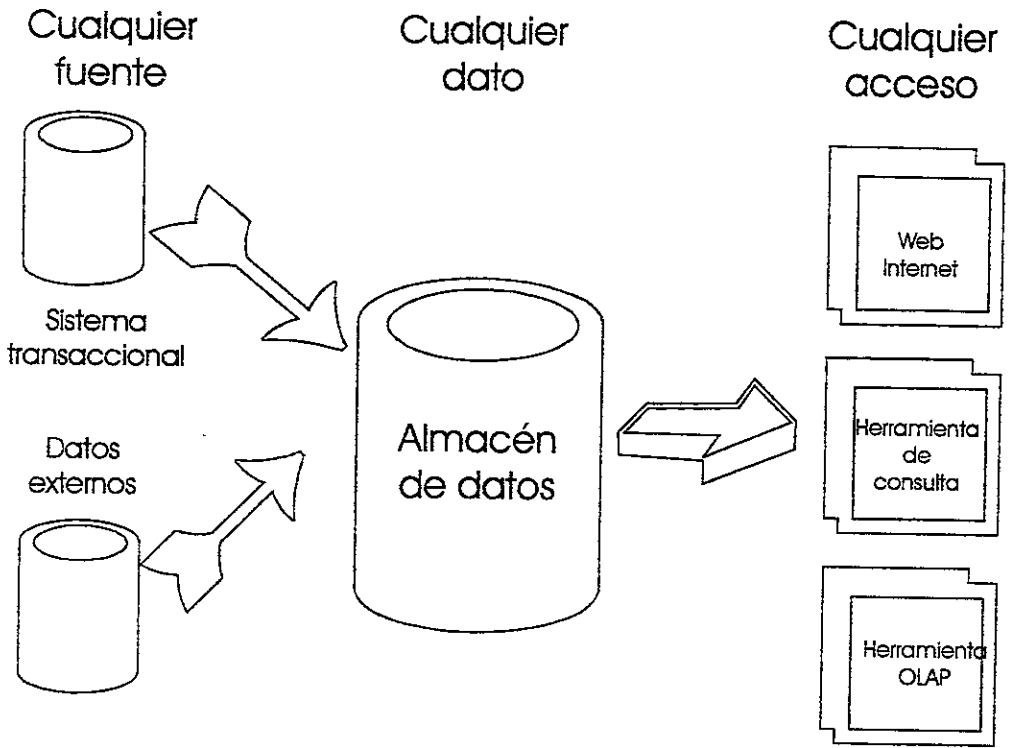 Cualquier
fuente
Cualquier
dato
Cualquier
acceso
Sistema
transaccional
Datos
externos
Almacén
de datos
Web
Internet
Herramienta
de
consulta
Herramienta
OLAP